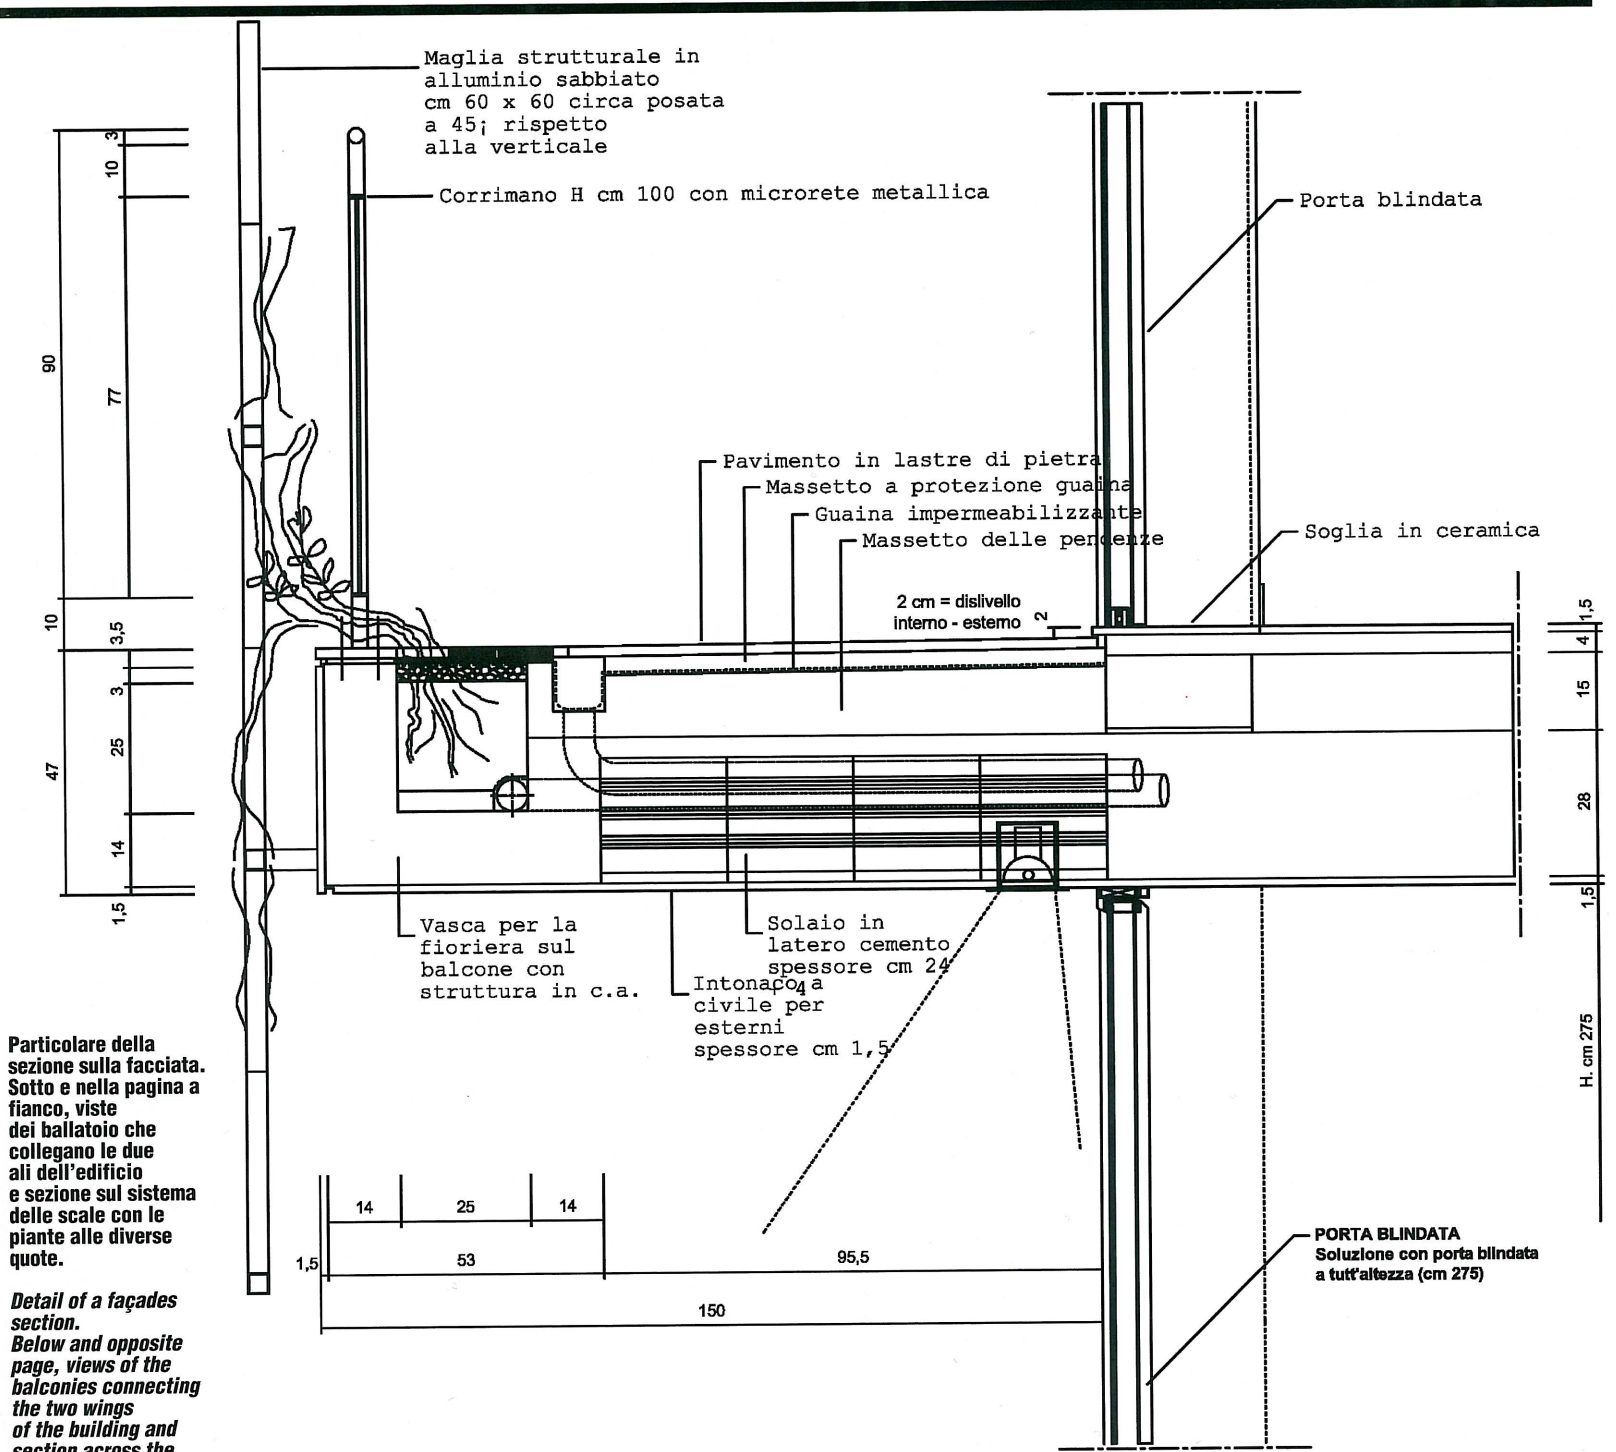 Maglia strutturale in
alluminio sabbiato
cm 60 x 60 circa posata
a 45¡ rispetto
alla verticale
Corrimano H cm 100 con microrete metallica
Porta blindata
Pavimento in lastre di pietra
Massetto a protezione guaina
Guaina impermeabilizzante
Massetto delle pendenze
Soglia in ceramica
2 cm = dislivello
interno - esterno
2
3
10
90
77
10
3,5
3
25
47
14
1,5
1,5
4
15
28
1,5
H. cm 275
Vasca per la
fioriera sul
balcone con
struttura in c.a.
Solaio in
latero cemento
spessore cm 24
+ 4
Intonaco a
civile per
esterni
spessore cm 1,5
14
25
14
1,5
53
95,5
150
PORTA BLINDATA
Soluzione con porta blindata
a tutt'altezza (cm 275)
Particolare della
sezione sulla facciata.
Sotto e nella pagina a
fianco, viste
dei ballatoio che
collegano le due
ali dell'edificio
e sezione sul sistema
delle scale con le
piante alle diverse
quote.
Detail of a façades
section.
Below and opposite
page, views of the
balconies connecting
the two wings
of the building and
section across the